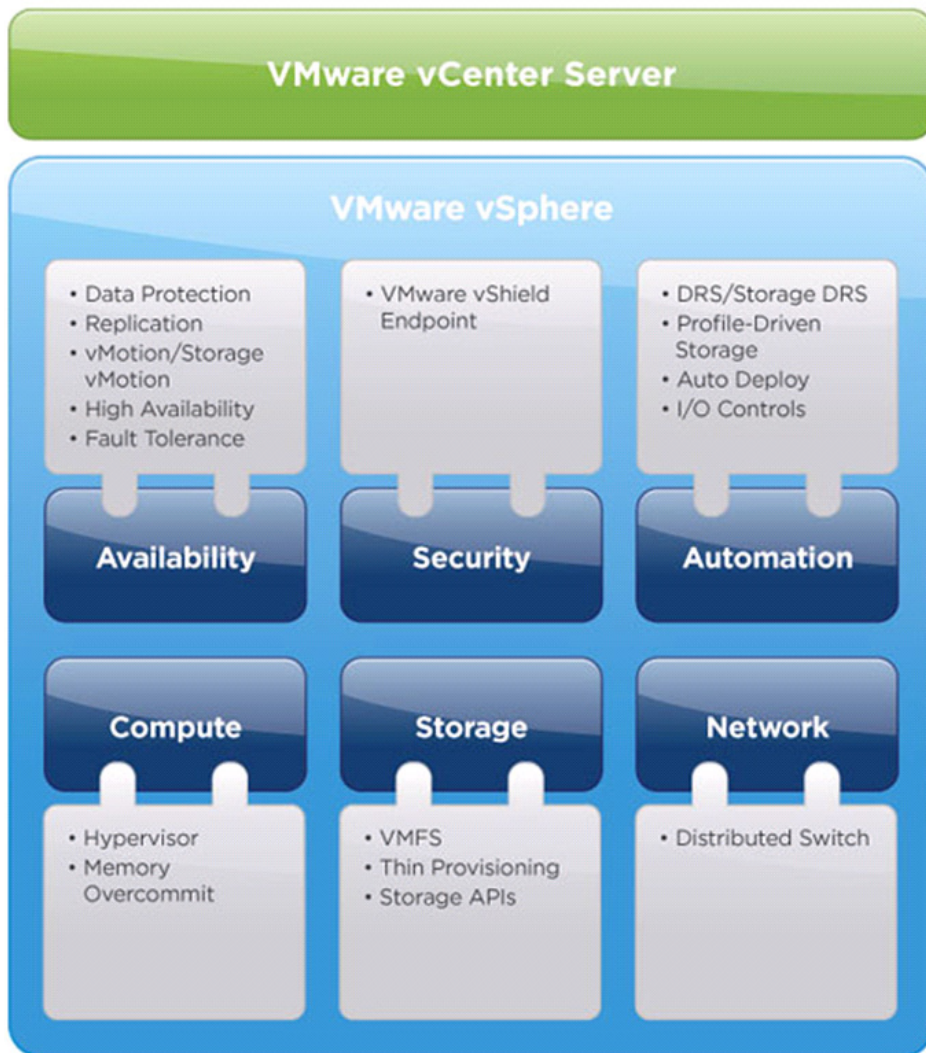 VMware vCenter Server
VMware vSphere
• Data Protection
• Replication
• vMotion/Storage
vMotion
• High Availability
• Fault Tolerance
• VMware vShield
Endpoint
• DRS/Storage DRS
• Profile-Driven
Storage
• Auto Deploy
• I/O Controls
Availability
Security
Automation
Compute
Storage
Network
• Hypervisor
• Memory
Overcommit
• VMFS
• Thin Provisioning
• Storage APIs
• Distributed Switch